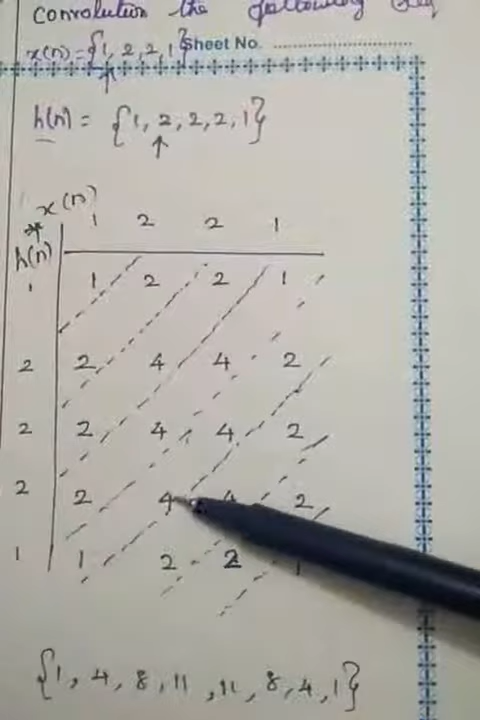 Convolution the following
x(n)={1, 2, 2, 1} Sheet No. ........................
↑
h(n) = {1, 2, 2, 2, 1}
↑
x(n)
* 1 2 2 1
h(n)
1 1 2 2 1
2 2 4 4 2
2 2 4 4 2
2 2 4 4 2
1 1 2 2 1
{1, 4, 8, 11, 11, 8, 4, 1}